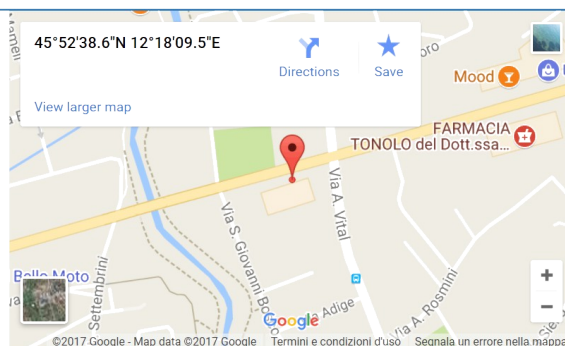 45°52'38.6"N 12°18'09.5"E
Directions
Save
View larger map
Mameli
oro
Mood
FARMACIA
TONOLO del Dott.ssa...
Via A. Vital
Via S. Giovanni Bo
Bello Moto
Settembrini
Adige
Via A. Rosmini
Google
©2017 Google - Map data ©2017 Google
Termini e condizioni d'uso
Segnala un errore nella mappa